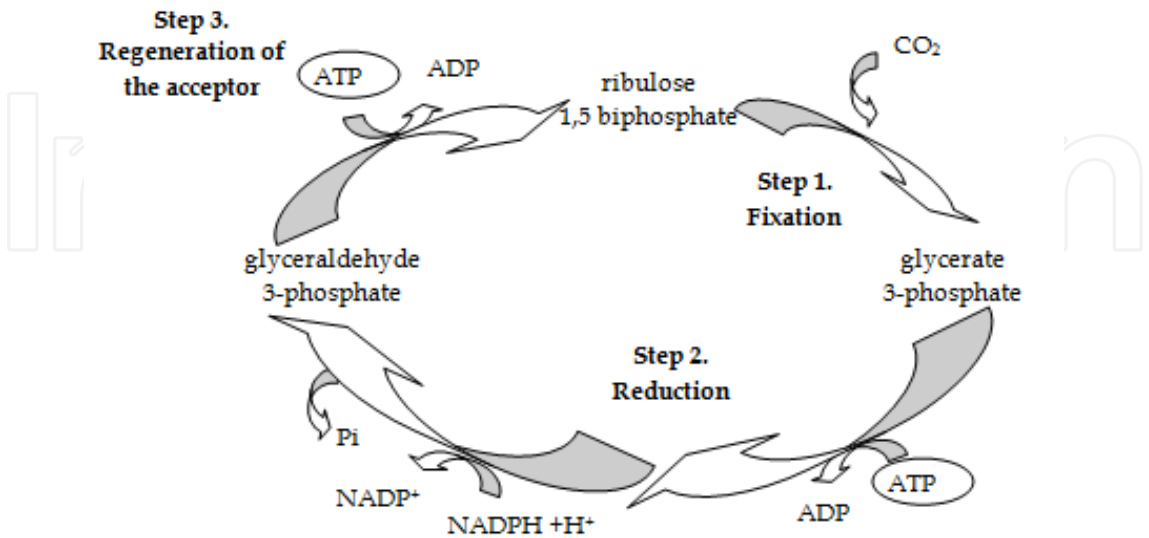 Step 3.
Regeneration of
the acceptor
ATP
ADP
ribulose
1,5 biphosphate
CO₂
Step 1.
Fixation
glyceraldehyde
3-phosphate
glycerate
3-phosphate
Step 2.
Reduction
Pi
NADP⁺
NADPH +H⁺
ADP
ATP